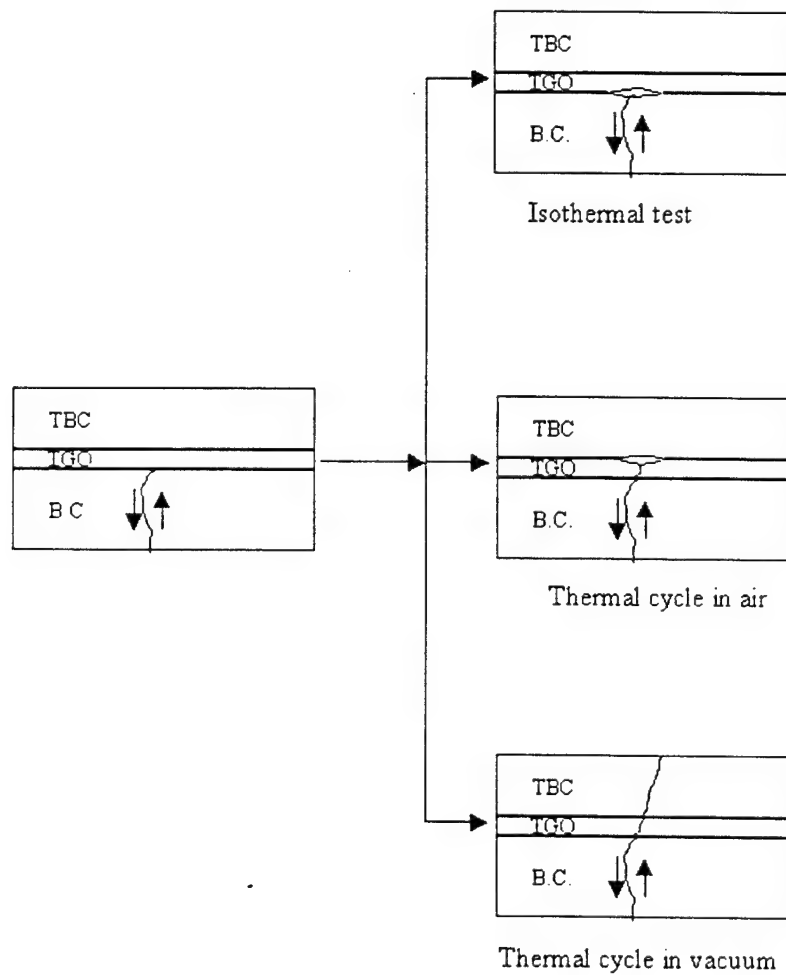 TBC
TGO
B.C.
Isothermal test
TBC
TGO
B C
TBC
TGO
B.C.
Thermal cycle in air
TBC
TGO
B.C.
Thermal cycle in vacuum